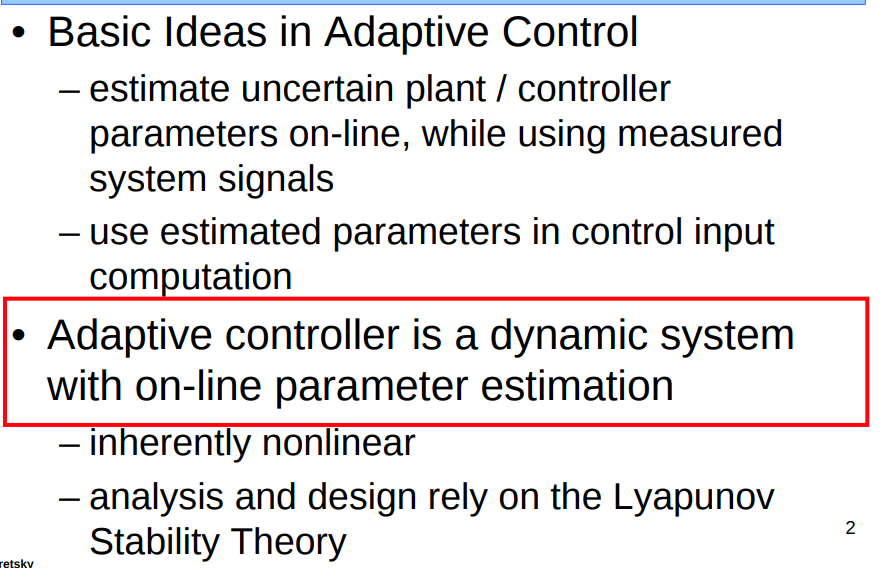 • Basic Ideas in Adaptive Control
– estimate uncertain plant / controller
parameters on-line, while using measured
system signals
– use estimated parameters in control input
computation
• Adaptive controller is a dynamic system
with on-line parameter estimation
– inherently nonlinear
– analysis and design rely on the Lyapunov
Stability Theory
2
retsky